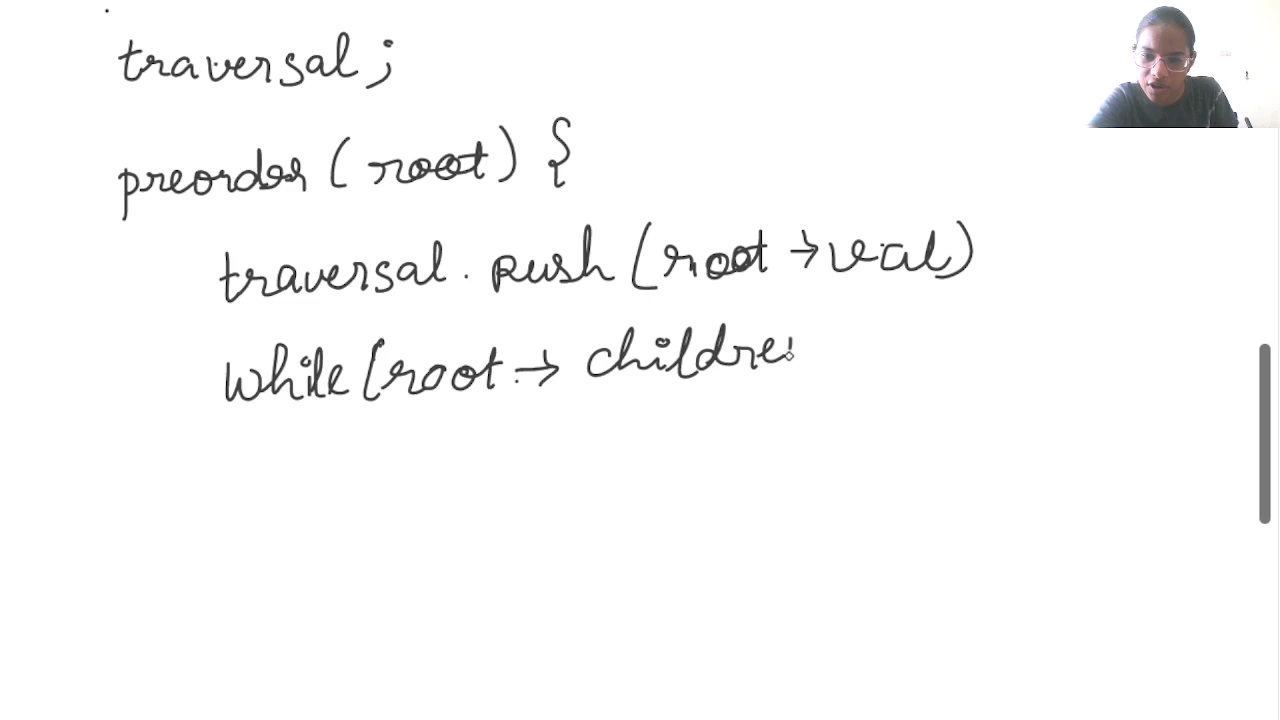 traversal;
preorder (root) {
traversal. push (root → val)
while (root → childre